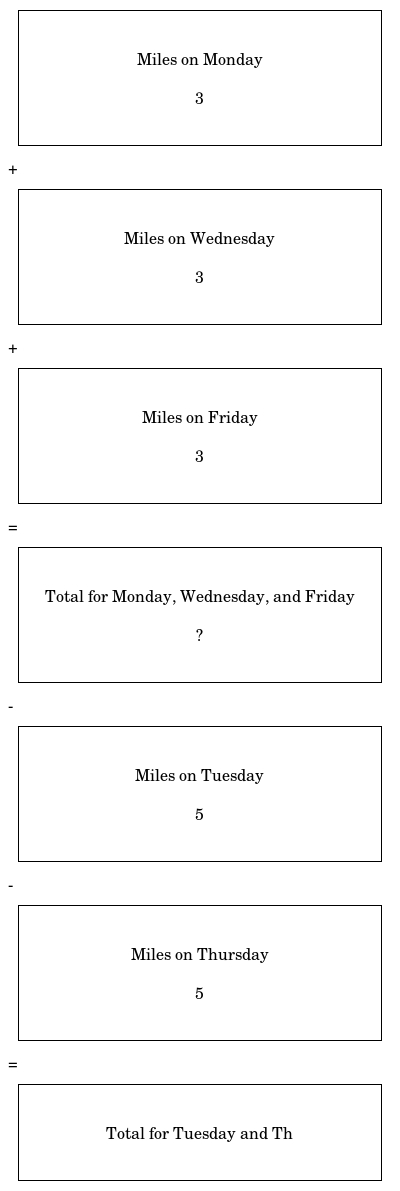 Miles on Monday
3
+
Miles on Wednesday
3
+
Miles on Friday
3
=
Total for Monday, Wednesday, and Friday
?
-
Miles on Tuesday
5
-
Miles on Thursday
5
=
Total for Tuesday and Th